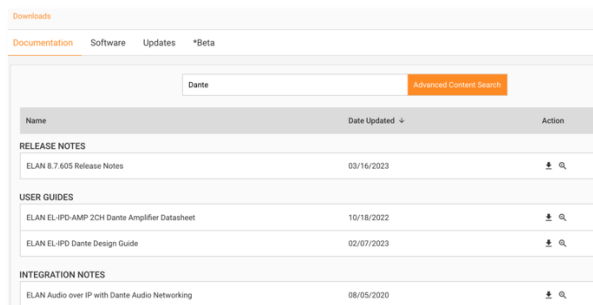 Downloads
Documentation Software Updates *Beta
Dante Advanced Content Search
Name Date Updated ↓ Action
RELEASE NOTES
ELAN 8.7.605 Release Notes 03/16/2023
USER GUIDES
ELAN EL-IPD-AMP 2CH Dante Amplifier Datasheet 10/18/2022
ELAN EL-IPD Dante Design Guide 02/07/2023
INTEGRATION NOTES
ELAN Audio over IP with Dante Audio Networking 08/05/2020